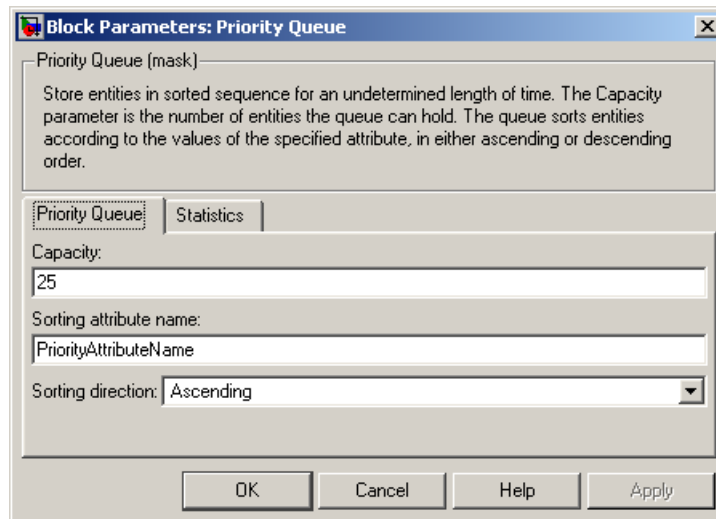 Block Parameters: Priority Queue
Priority Queue (mask)
Store entities in sorted sequence for an undetermined length of time. The Capacity
parameter is the number of entities the queue can hold. The queue sorts entities
according to the values of the specified attribute, in either ascending or descending
order.
Priority Queue Statistics
Capacity:
25
Sorting attribute name:
PriorityAttributeName
Sorting direction: Ascending
OK Cancel Help Apply